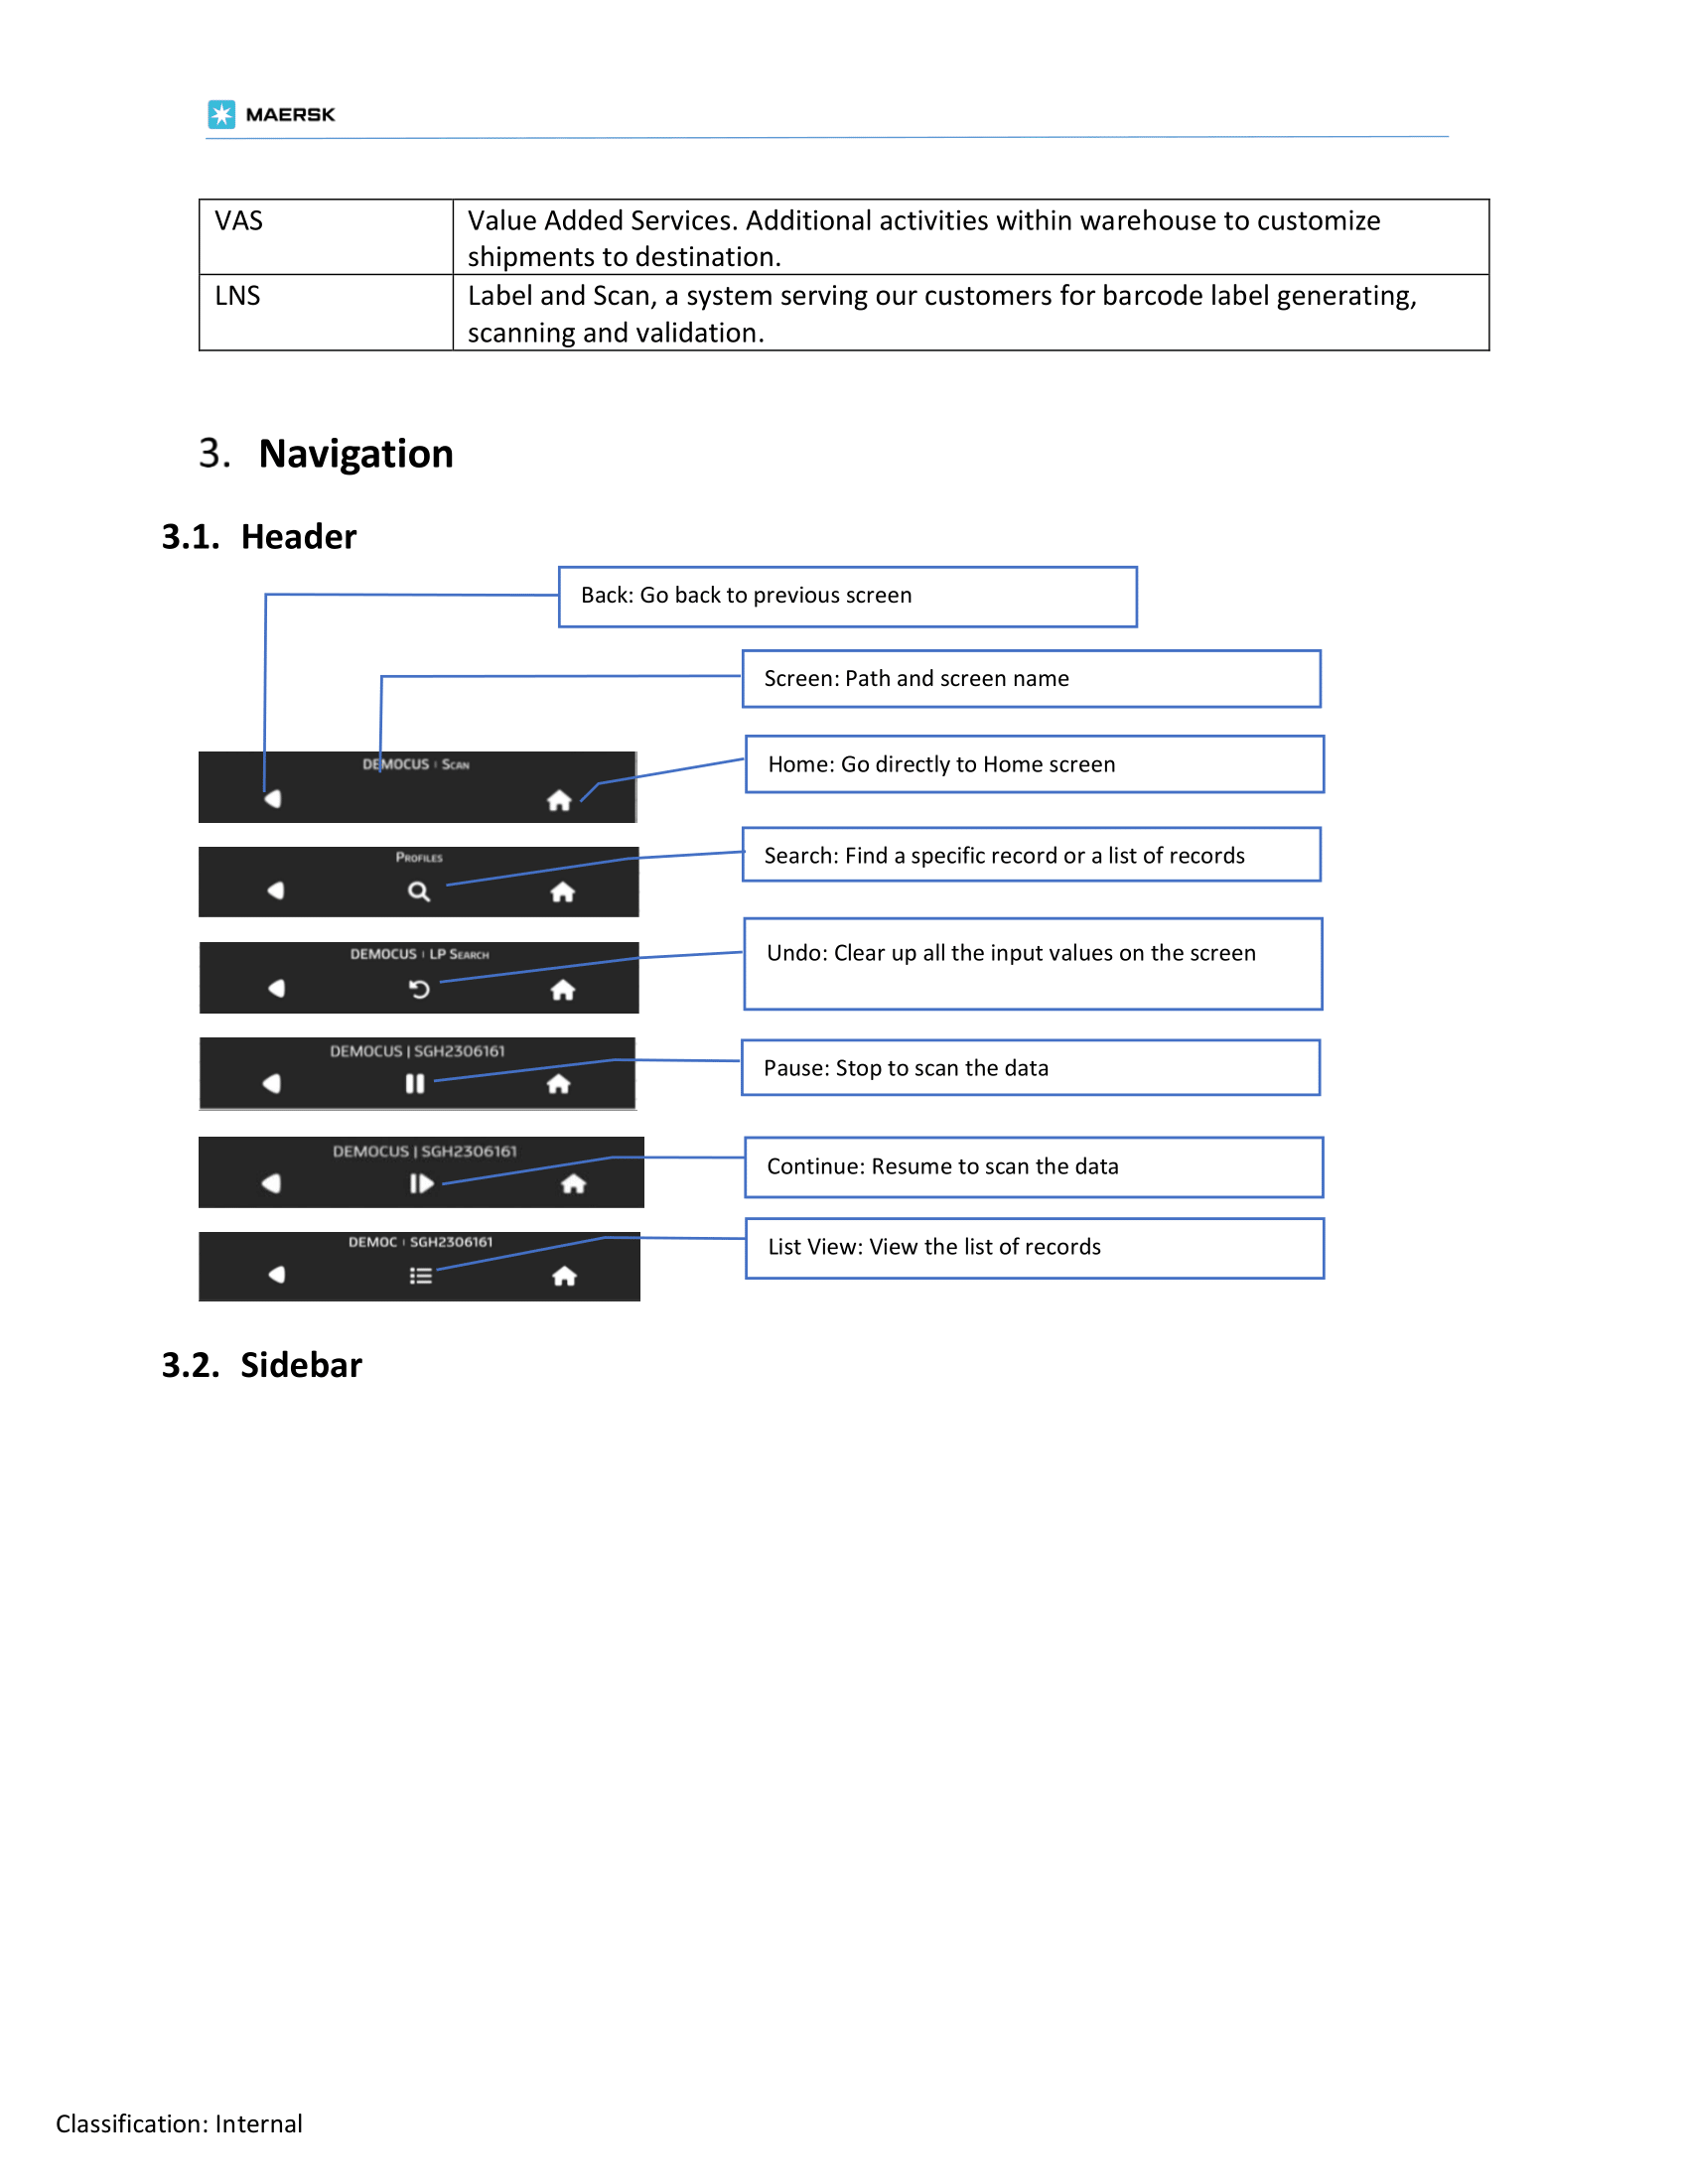 MAERSK
VAS
Value Added Services. Additional activities within warehouse to customize
shipments to destination.
LNS
Label and Scan, a system serving our customers for barcode label generating,
scanning and validation.
3. Navigation
3.1. Header
Back: Go back to previous screen
Screen: Path and screen name
DEMOCUS | SCAN
Home: Go directly to Home screen
PROFILES
Search: Find a specific record or a list of records
DEMOCUS | LP SEARCH
Undo: Clear up all the input values on the screen
DEMOCUS | SGH2306161
Pause: Stop to scan the data
DEMOCUS | SGH2306161
Continue: Resume to scan the data
DEMOC | SGH2306161
List View: View the list of records
3.2. Sidebar
Classification: Internal